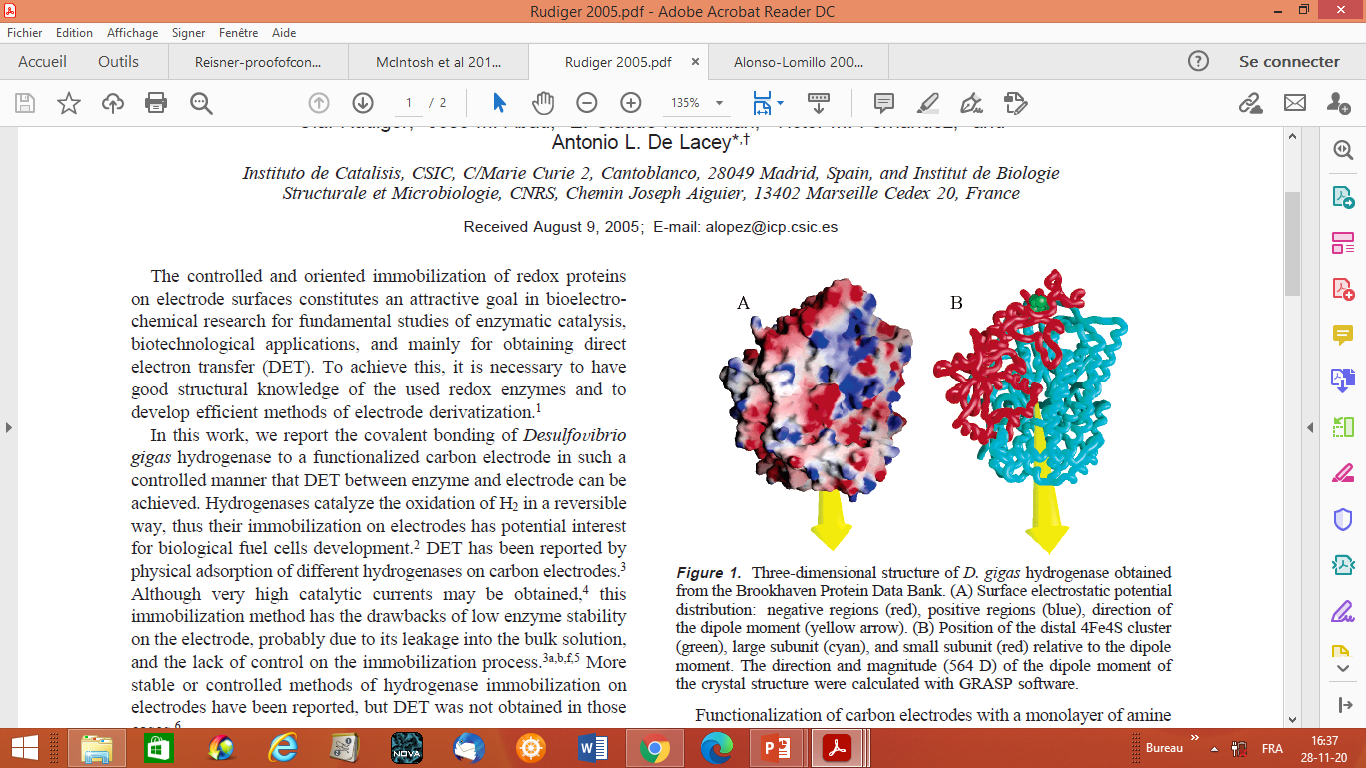 Rudiger 2005.pdf - Adobe Acrobat Reader DC
Fichier Edition Affichage Signer Fenêtre Aide
Accueil Outils Reisner-proofofcon... McIntosh et al 201... Rudiger 2005.pdf × Alonso-Lomillo 200... ? Se connecter
1 / 2 135%
Antonio L. De Lacey*,†
Instituto de Catalisis, CSIC, C/Marie Curie 2, Cantoblanco, 28049 Madrid, Spain, and Institut de Biologie
Structurale et Microbiologie, CNRS, Chemin Joseph Aiguier, 13402 Marseille Cedex 20, France
Received August 9, 2005; E-mail: alopez@icp.csic.es
The controlled and oriented immobilization of redox proteins
on electrode surfaces constitutes an attractive goal in bioelectro-
chemical research for fundamental studies of enzymatic catalysis,
biotechnological applications, and mainly for obtaining direct
electron transfer (DET). To achieve this, it is necessary to have
good structural knowledge of the used redox enzymes and to
develop efficient methods of electrode derivatization.1
In this work, we report the covalent bonding of Desulfovibrio
gigas hydrogenase to a functionalized carbon electrode in such a
controlled manner that DET between enzyme and electrode can be
achieved. Hydrogenases catalyze the oxidation of H2 in a reversible
way, thus their immobilization on electrodes has potential interest
for biological fuel cells development.2 DET has been reported by
physical adsorption of different hydrogenases on carbon electrodes.3
Although very high catalytic currents may be obtained,4 this
immobilization method has the drawbacks of low enzyme stability
on the electrode, probably due to its leakage into the bulk solution,
and the lack of control on the immobilization process.3a,b,f,5 More
stable or controlled methods of hydrogenase immobilization on
electrodes have been reported, but DET was not obtained in those
A B
Figure 1. Three-dimensional structure of D. gigas hydrogenase obtained
from the Brookhaven Protein Data Bank. (A) Surface electrostatic potential
distribution: negative regions (red), positive regions (blue), direction of
the dipole moment (yellow arrow). (B) Position of the distal 4Fe4S cluster
(green), large subunit (cyan), and small subunit (red) relative to the dipole
moment. The direction and magnitude (564 D) of the dipole moment of
the crystal structure were calculated with GRASP software.
Functionalization of carbon electrodes with a monolayer of amine
NOVA W P Bureau » FRA 16:37
28-11-20